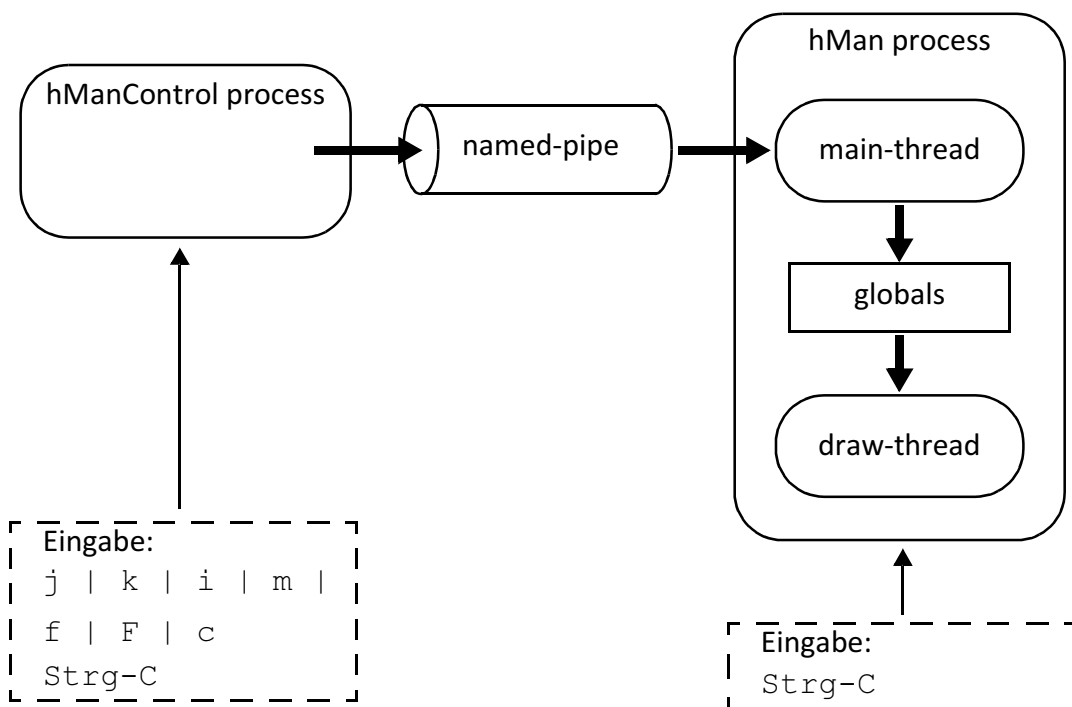 hMan process
hManControl process
named-pipe
main-thread
globals
draw-thread
Eingabe:
j | k | i | m |
f | F | c
Strg-C
Eingabe:
Strg-C